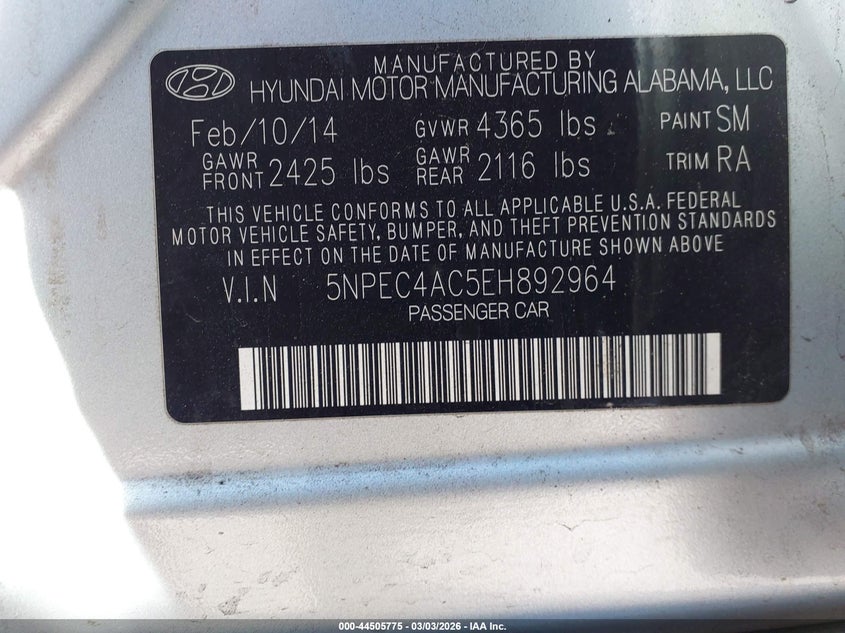 MANUFACTURED BY
HYUNDAI MOTOR MANUFACTURING ALABAMA, LLC
Feb/10/14 GVWR 4365 lbs PAINT SM
GAWR FRONT 2425 lbs GAWR REAR 2116 lbs TRIM RA
THIS VEHICLE CONFORMS TO ALL APPLICABLE U.S.A. FEDERAL
MOTOR VEHICLE SAFETY, BUMPER, AND THEFT PREVENTION STANDARDS
IN EFFECT ON THE DATE OF MANUFACTURE SHOWN ABOVE
V.I.N 5NPEC4AC5EH892964
PASSENGER CAR
000-44505775 - 03/03/2026 - IAA Inc.